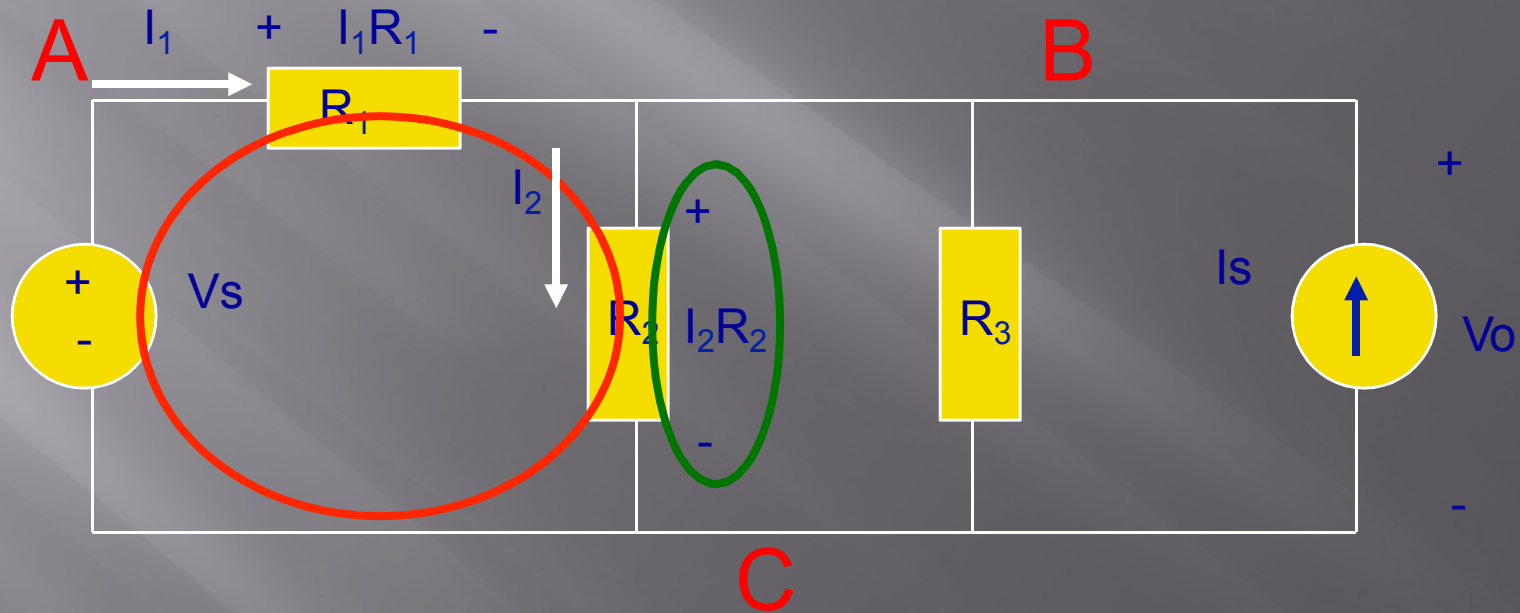 A
I₁ + I₁R₁ -
B
R₁
I₂
+
+
Vs
+
-
R₂
I₂R₂
R₃
Is
Vo
-
-
C